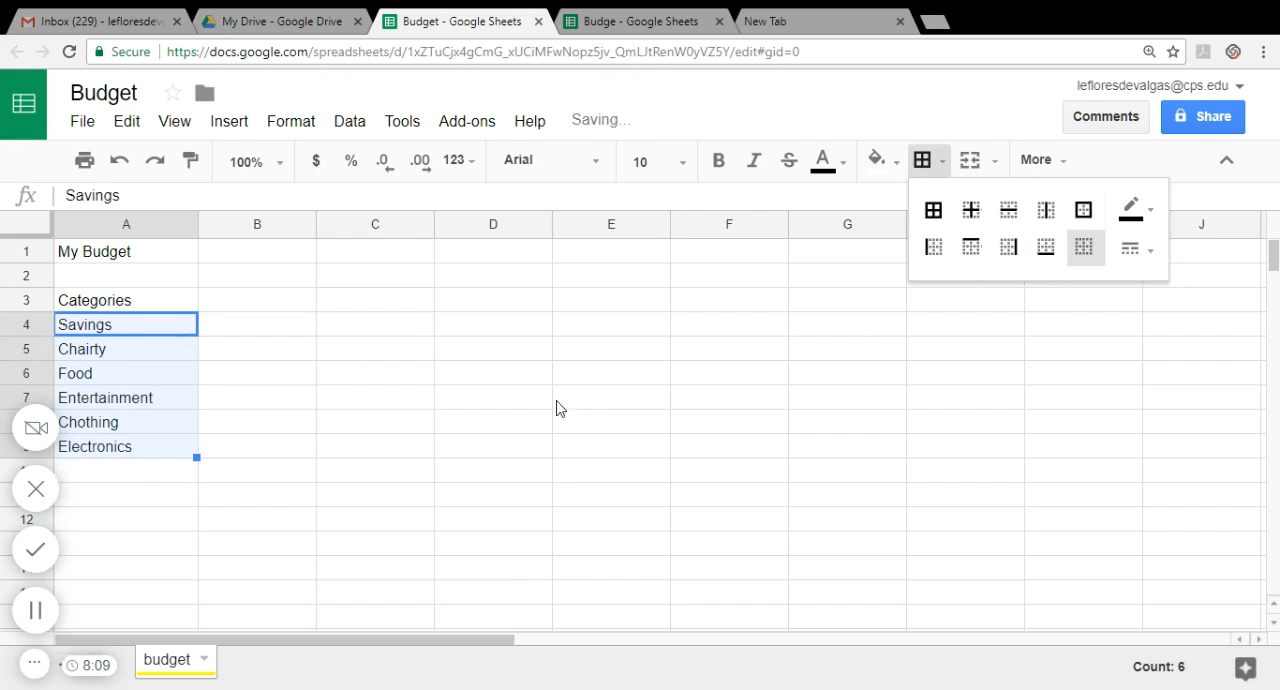 Inbox (229) - lefloresdev
My Drive - Google Drive
Budget - Google Sheets
Budge - Google Sheets
New Tab
Secure
https://docs.google.com/spreadsheets/d/1xZTuCjx4gCmG_xUCiMFwNopz5jv_QmLJtRenW0yVZ5Y/edit#gid=0
Budget
lefloresdevalgas@cps.edu
File Edit View Insert Format Data Tools Add-ons Help Saving...
Comments
Share
100% $ % .0 .00 123 Arial 10 B I S A More
fx Savings
A B C D E F G J
1 My Budget
2
3 Categories
4 Savings
5 Chairty
6 Food
7 Entertainment
Chothing
Electronics
12
8:09
budget
Count: 6